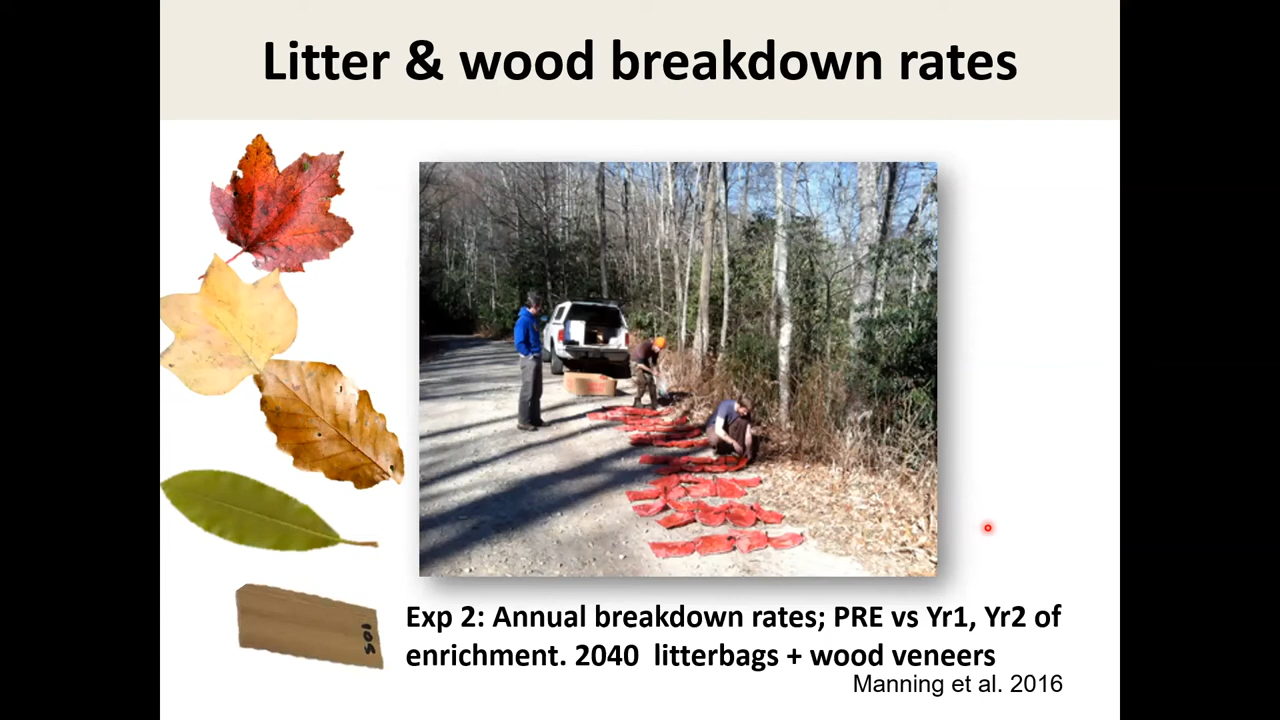 Litter & wood breakdown rates
105
Exp 2: Annual breakdown rates; PRE vs Yr1, Yr2 of
enrichment. 2040 litterbags + wood veneers
Manning et al. 2016